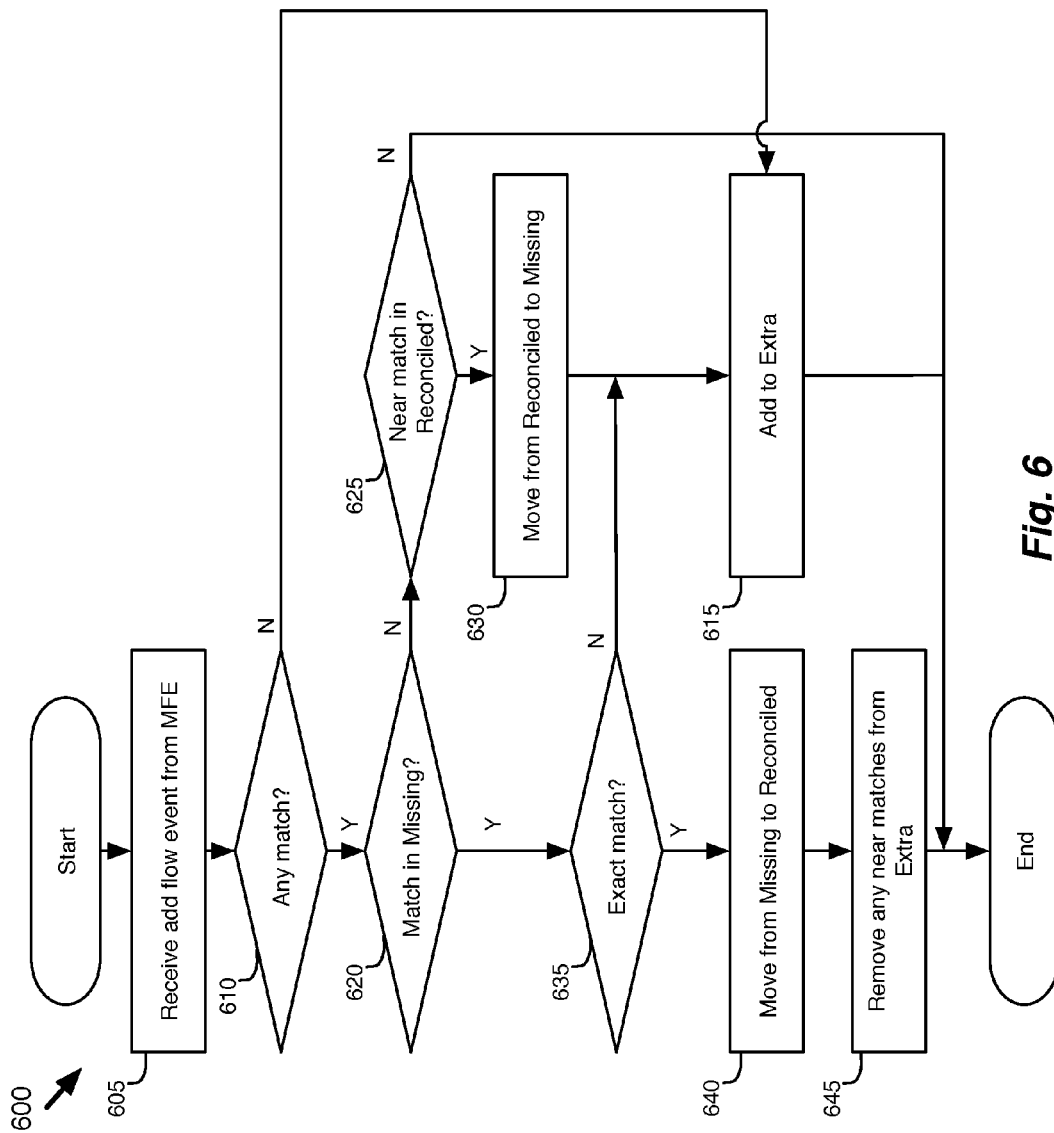 600
Start
605
Receive add flow event from MFE
610
Any match?
N
Y
620
Match in Missing?
N
Y
625
Near match in
Reconciled?
N
Y
630
Move from Reconciled to Missing
635
Exact match?
N
Y
615
Add to Extra
640
Move from Missing to Reconciled
645
Remove any near matches from
Extra
End
Fig. 6